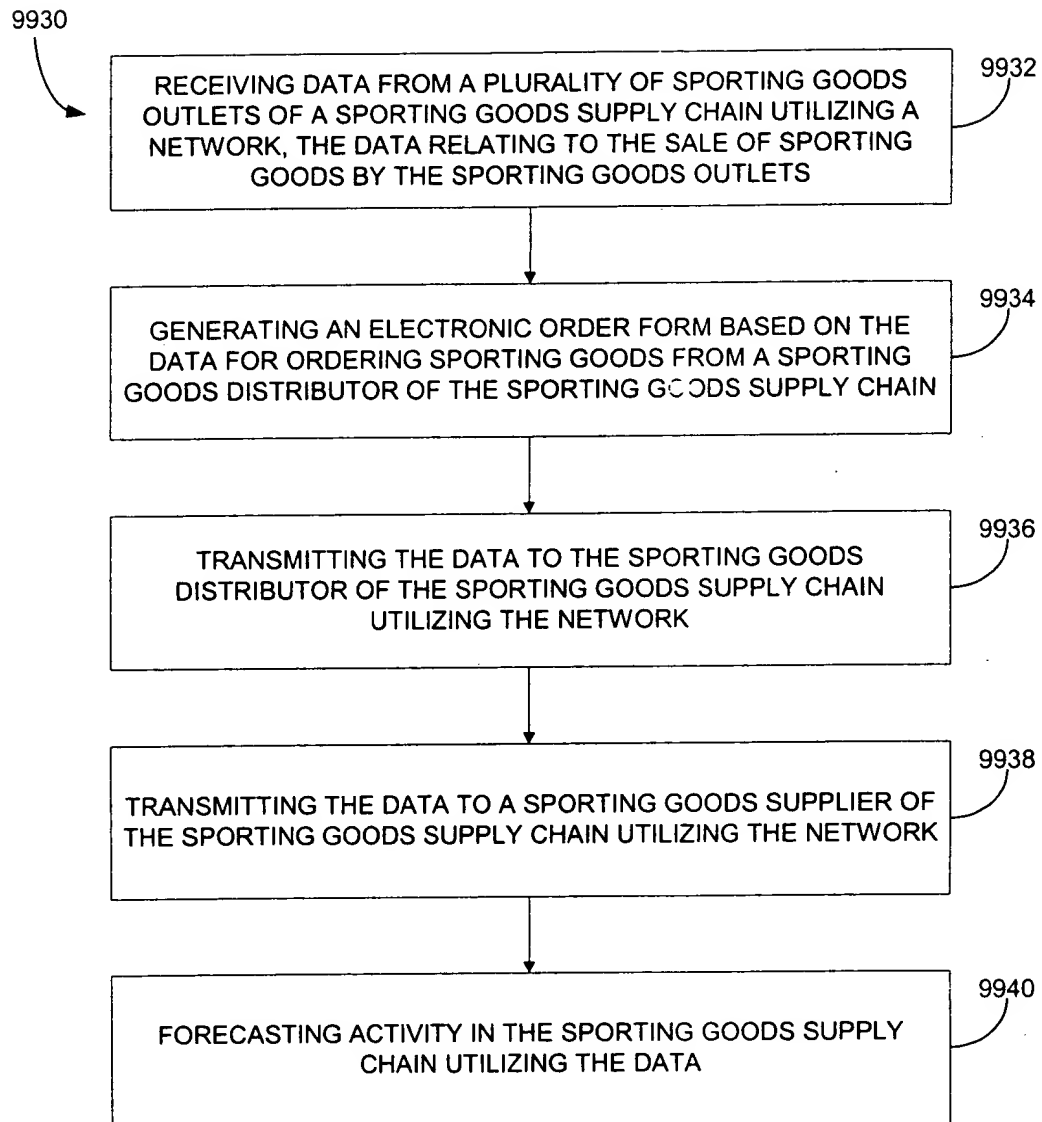 9930
RECEIVING DATA FROM A PLURALITY OF SPORTING GOODS
OUTLETS OF A SPORTING GOODS SUPPLY CHAIN UTILIZING A
NETWORK, THE DATA RELATING TO THE SALE OF SPORTING
GOODS BY THE SPORTING GOODS OUTLETS
9932
GENERATING AN ELECTRONIC ORDER FORM BASED ON THE
DATA FOR ORDERING SPORTING GOODS FROM A SPORTING
GOODS DISTRIBUTOR OF THE SPORTING GOODS SUPPLY CHAIN
9934
TRANSMITTING THE DATA TO THE SPORTING GOODS
DISTRIBUTOR OF THE SPORTING GOODS SUPPLY CHAIN
UTILIZING THE NETWORK
9936
TRANSMITTING THE DATA TO A SPORTING GOODS SUPPLIER OF
THE SPORTING GOODS SUPPLY CHAIN UTILIZING THE NETWORK
9938
FORECASTING ACTIVITY IN THE SPORTING GOODS SUPPLY
CHAIN UTILIZING THE DATA
9940